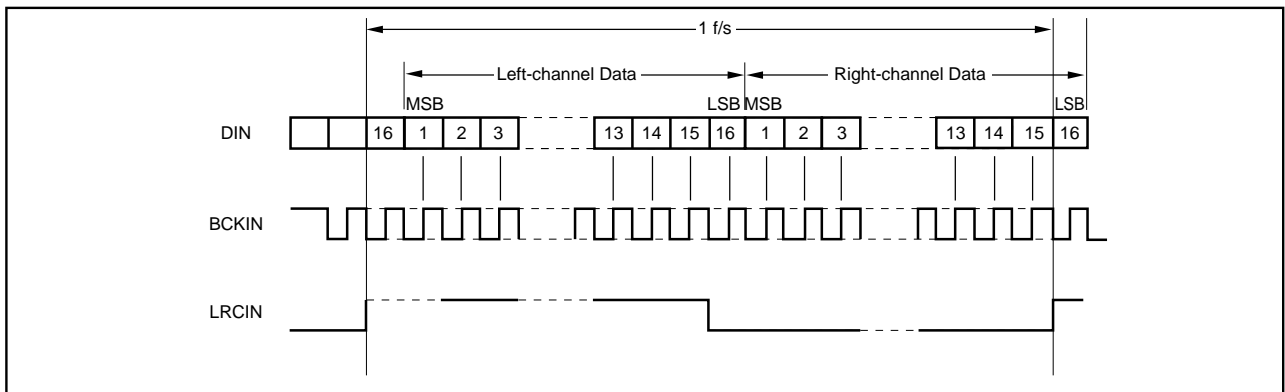 1 f/s
Left-channel Data Right-channel Data
MSB LSB MSB LSB
DIN 16 1 2 3 13 14 15 16 1 2 3 13 14 15 16
BCKIN
LRCIN